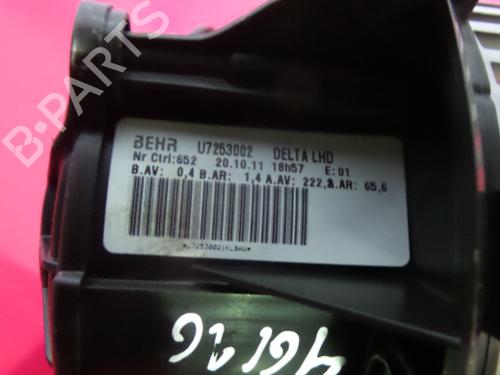 B-PARTS
BEHR U7253002 DELTA LHD
Nr Ctrl:652 20.10.11 18h57 E:01
B.AV: 0,4 B.AR: 1,4 A.AV: 222, A.AR: 65,6